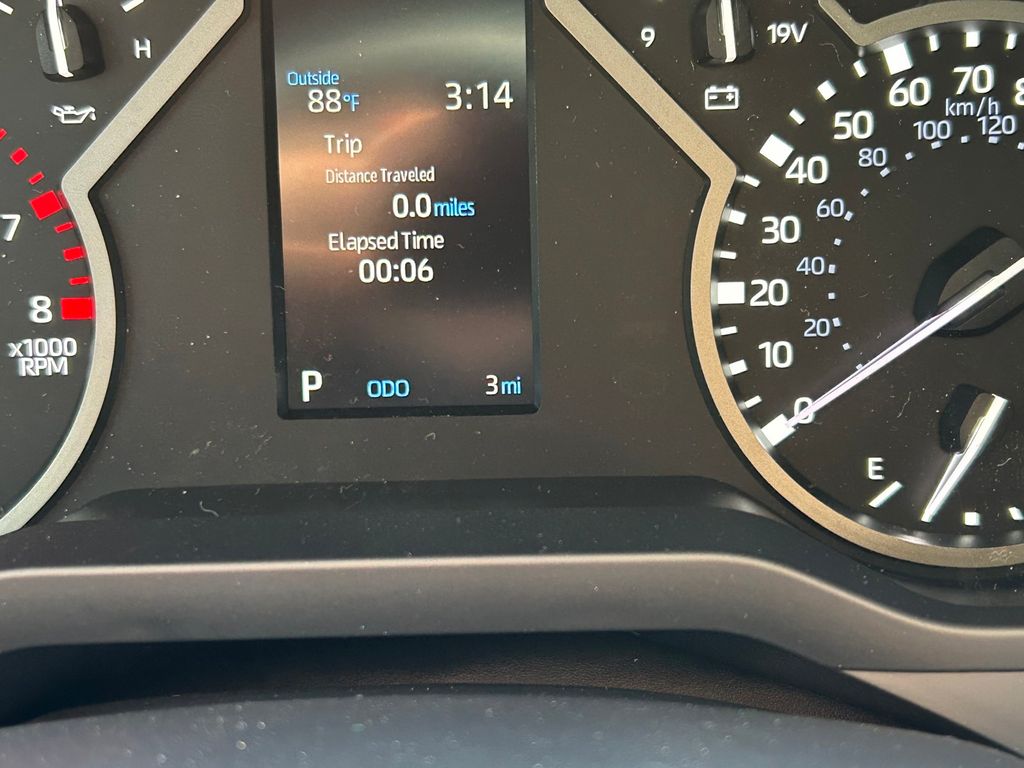 H
7
8
x1000
RPM
Outside
88°F
3:14
Trip
Distance Traveled
0.0 miles
Elapsed Time
00:06
P
ODO
3 mi
9
19V
0
10
20
30
40
50
60
70
km/h
20
40
60
80
100
120
E